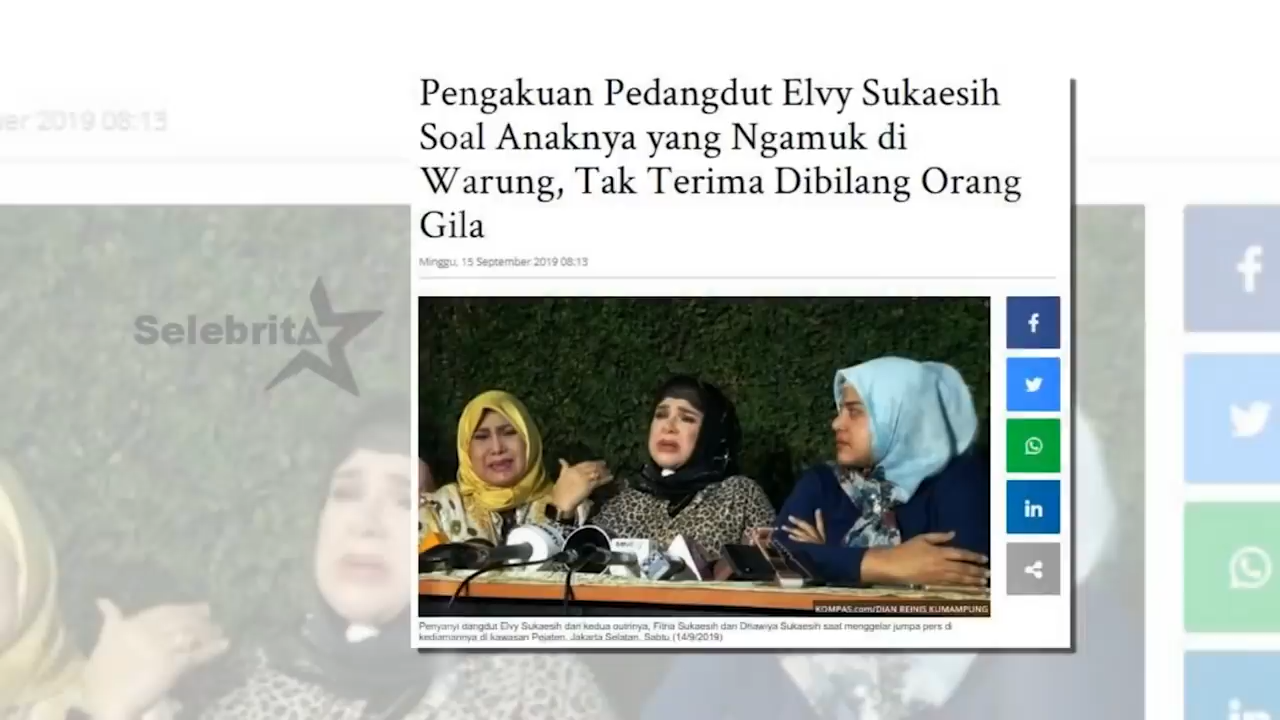 Pengakuan Pedangdut Elvy Sukaesih
Soal Anaknya yang Ngamuk di
Warung, Tak Terima Dibilang Orang
Gila
Minggu, 15 September 2019 08:13
er 2019 08:13
Selebrita
f
in
KOMPAS.com/DIAN REINIS KUMAMPUNG
Penyanyi dangdut Elvy Sukaesih dan kedua putrinya, Fitria Sukaesih dan Dhawiya Sukaesih saat menggelar jumpa pers di
kediamannya di kawasan Pejaten, Jakarta Selatan, Sabtu (14/9/2019)
f
in